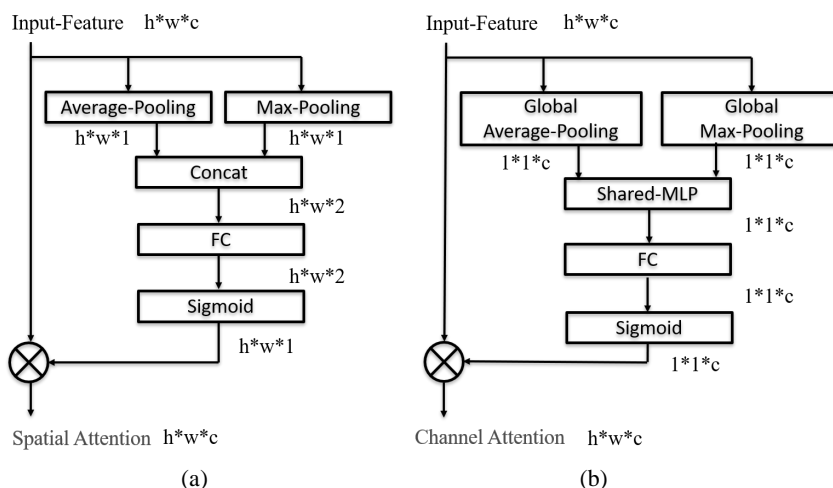 Input-Feature h*w*c
Average-Pooling
Max-Pooling
h*w*1
h*w*1
Concat
h*w*2
FC
h*w*2
Sigmoid
h*w*1
Spatial Attention h*w*c
(a)
Input-Feature h*w*c
Global
Average-Pooling
Global
Max-Pooling
1*1*c
1*1*c
Shared-MLP
1*1*c
FC
1*1*c
Sigmoid
1*1*c
Channel Attention h*w*c
(b)